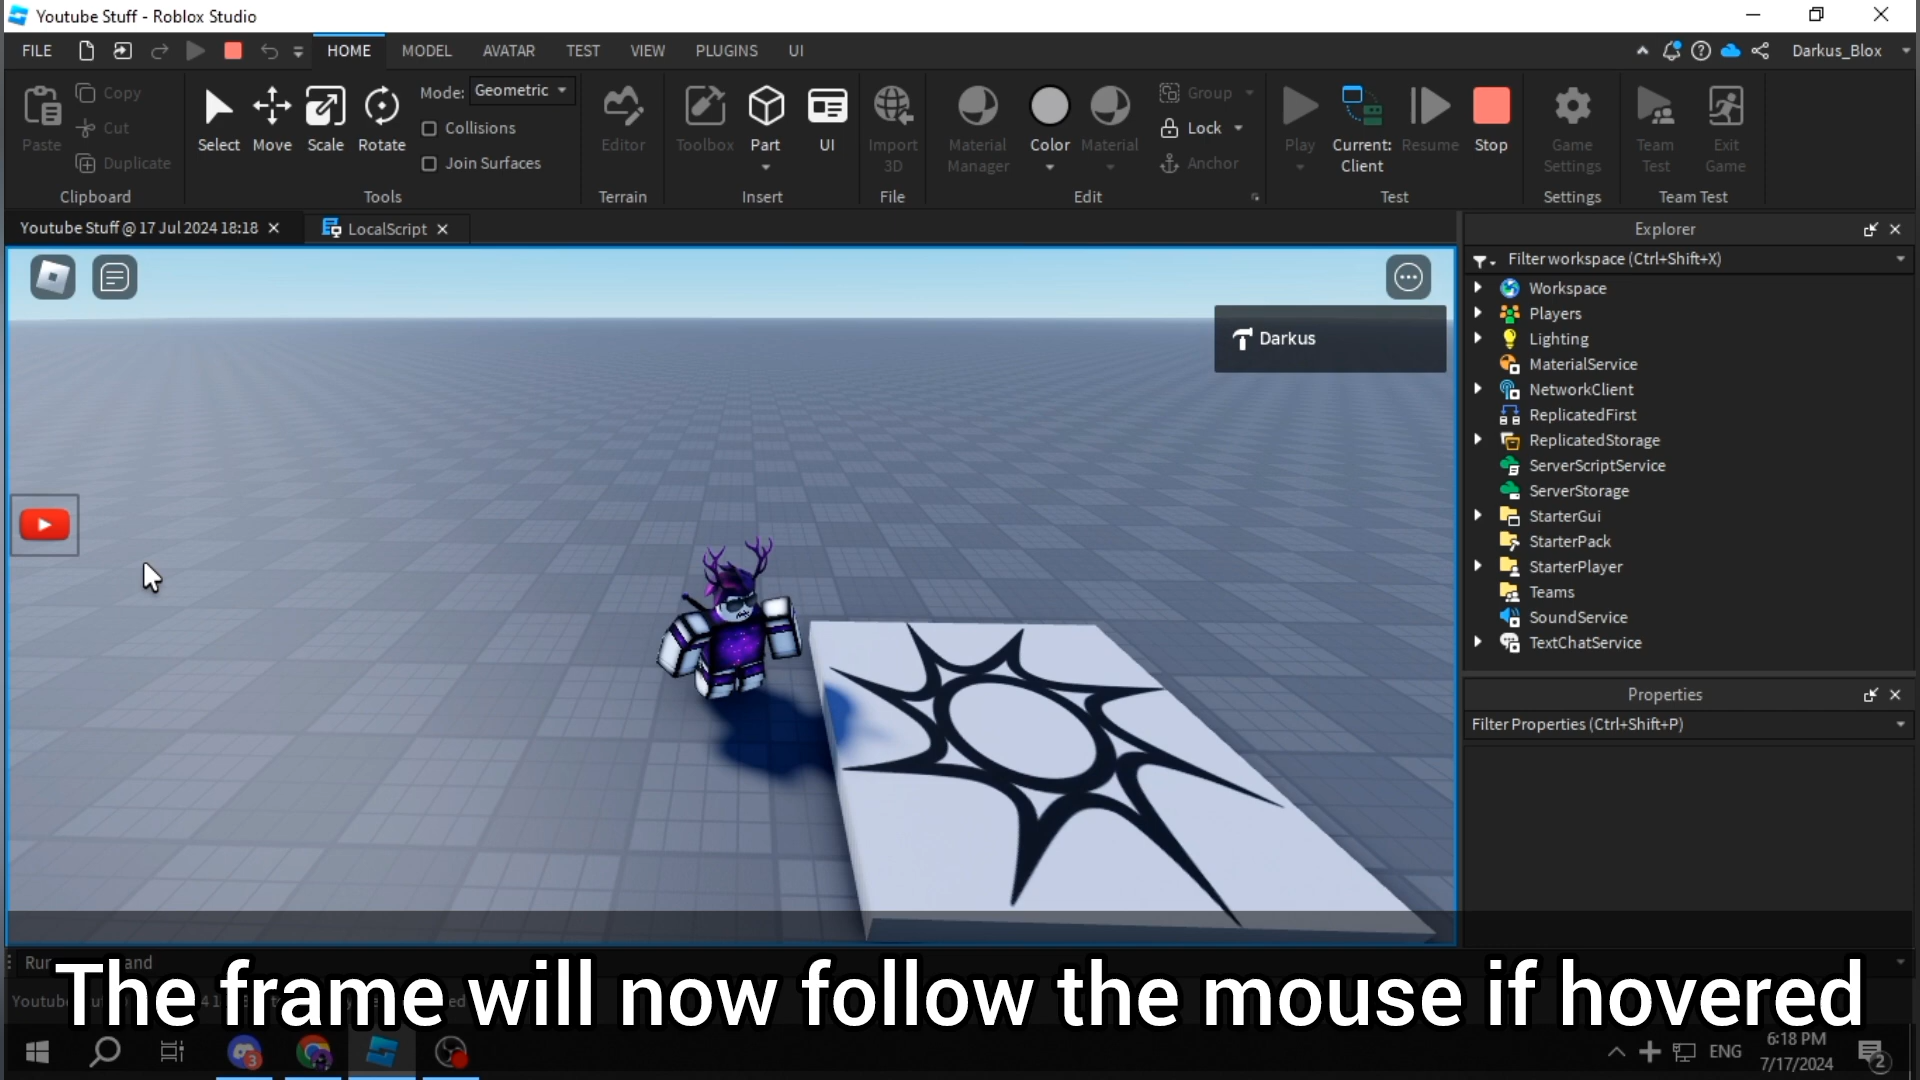 Youtube Stuff - Roblox Studio
FILE HOME MODEL AVATAR TEST VIEW PLUGINS UI Darkus_Blox
Paste Copy Cut Duplicate
Clipboard
Select Move Scale Rotate
Mode: Geometric
Collisions
Join Surfaces
Tools
Editor
Terrain
Toolbox Part UI
Insert
Import 3D
File
Material Manager Color Material
Group
Lock
Anchor
Edit
Play Current: Client Resume Stop
Test
Game Settings
Settings
Team Test Exit Game
Team Test
Youtube Stuff @ 17 Jul 2024 18:18
LocalScript
Darkus
Explorer
Filter workspace (Ctrl+Shift+X)
Workspace
Players
Lighting
MaterialService
NetworkClient
ReplicatedFirst
ReplicatedStorage
ServerScriptService
ServerStorage
StarterGui
StarterPack
StarterPlayer
Teams
SoundService
TextChatService
Properties
Filter Properties (Ctrl+Shift+P)
The frame will now follow the mouse if hovered
3
ENG
6:18 PM
7/17/2024
2